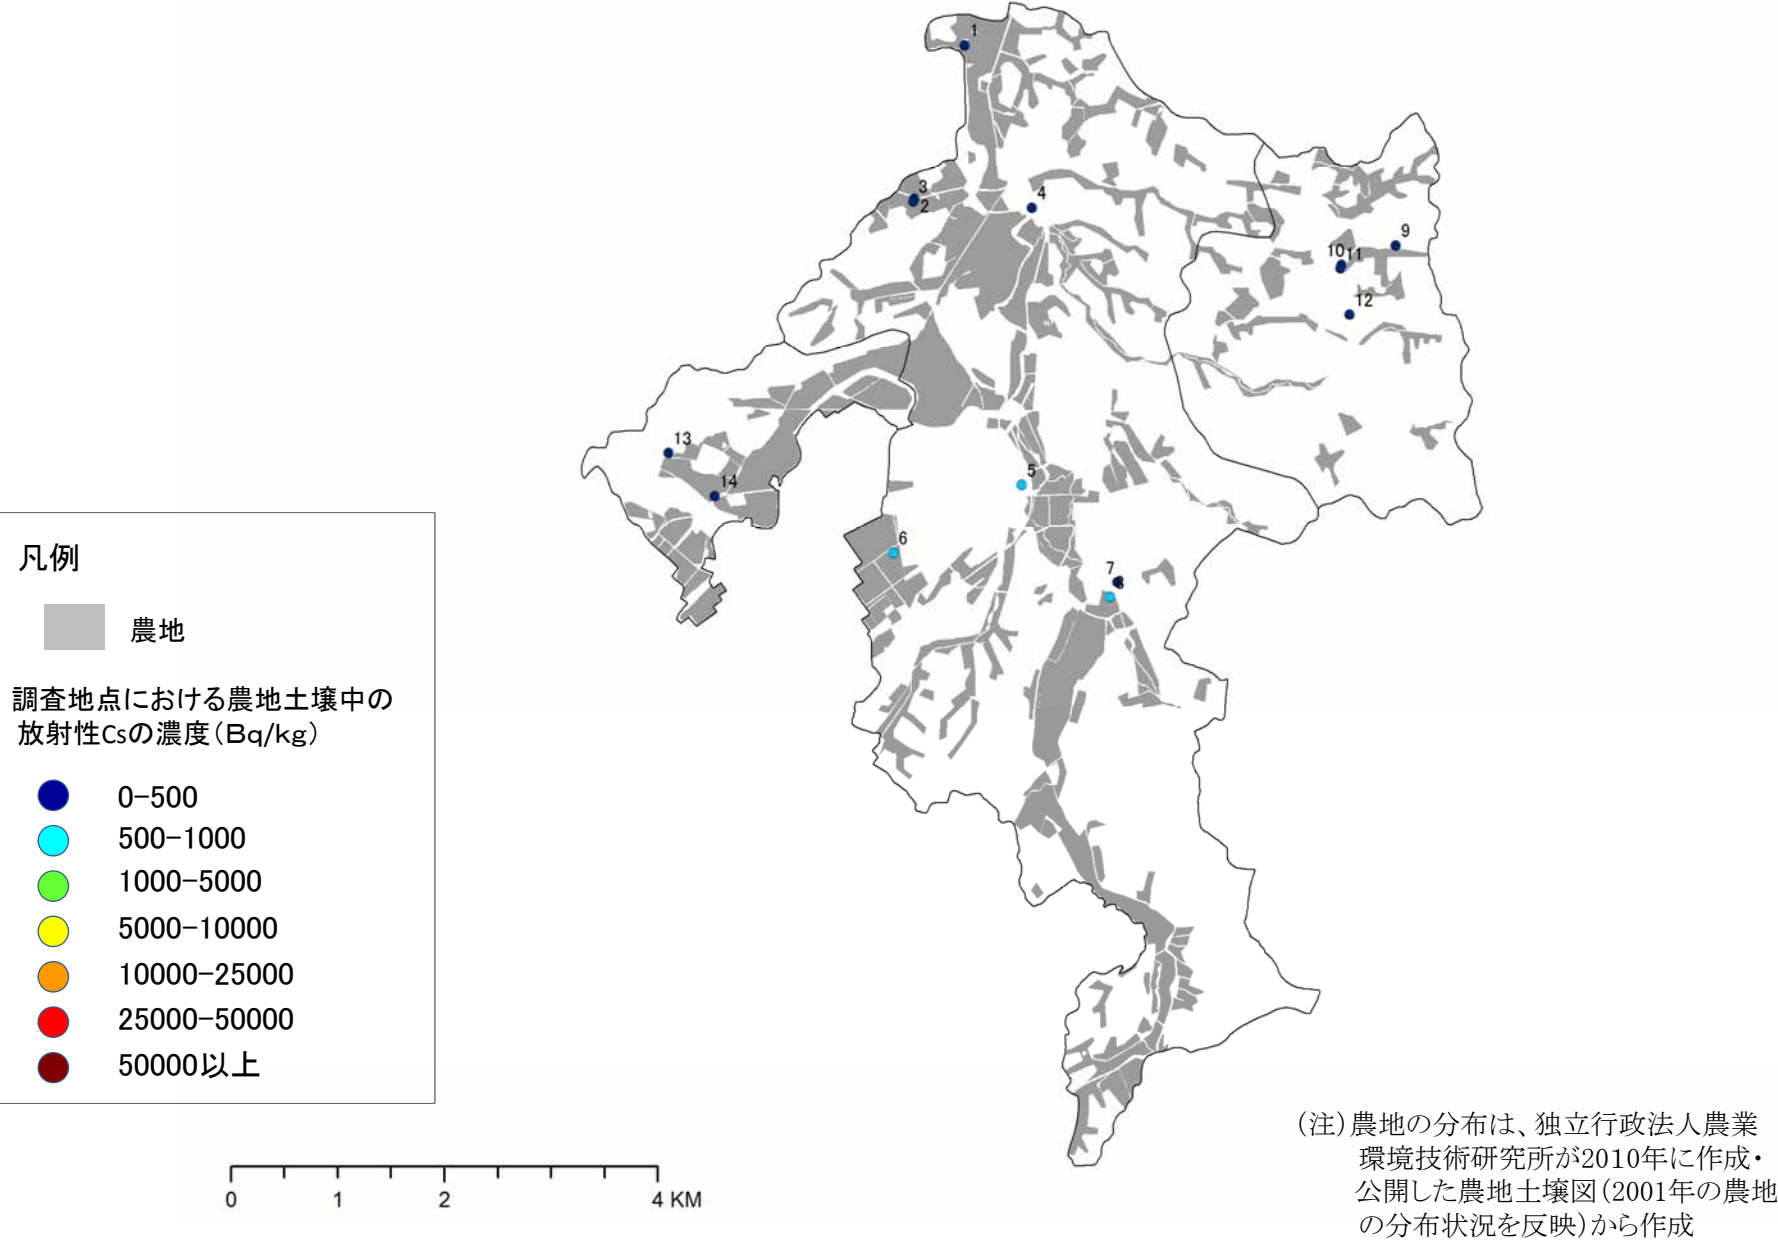 1
3
2
4
9
10 11
12
13
14
5
6
7
8
凡例
農地
調査地点における農地土壌中の
放射性Csの濃度(Bq/kg)
0-500
500-1000
1000-5000
5000-10000
10000-25000
25000-50000
50000以上
0 1 2 4 KM
(注)農地の分布は、独立行政法人農業
環境技術研究所が2010年に作成・
公開した農地土壌図(2001年の農地
の分布状況を反映)から作成